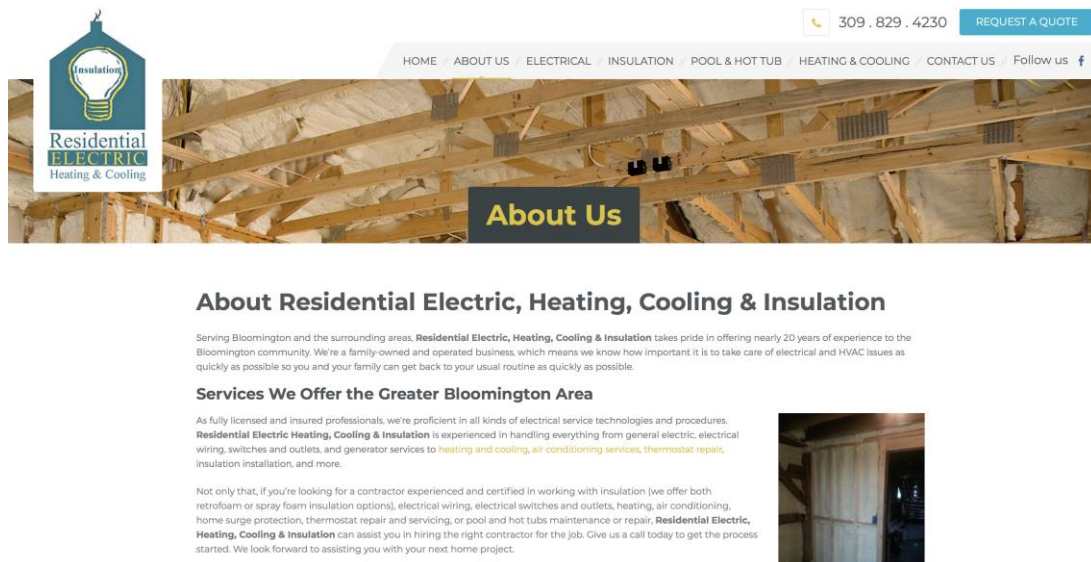 309 . 829 . 4230
REQUEST A QUOTE
HOME / ABOUT US / ELECTRICAL / INSULATION / POOL & HOT TUB / HEATING & COOLING / CONTACT US / Follow us f
Insulation
Residential
ELECTRIC
Heating & Cooling
About Us
About Residential Electric, Heating, Cooling & Insulation
Serving Bloomington and the surrounding areas, Residential Electric, Heating, Cooling & Insulation takes pride in offering nearly 20 years of experience to the
Bloomington community. We're a family-owned and operated business, which means we know how important it is to take care of electrical and HVAC issues as
quickly as possible so you and your family can get back to your usual routine as quickly as possible.
Services We Offer the Greater Bloomington Area
As fully licensed and insured professionals, we're proficient in all kinds of electrical service technologies and procedures.
Residential Electric Heating, Cooling & Insulation is experienced in handling everything from general electric, electrical
wiring, switches and outlets, and generator services to heating and cooling, air conditioning services, thermostat repair,
insulation installation, and more.
Not only that, if you're looking for a contractor experienced and certified in working with insulation (we offer both
retrofoam or spray foam insulation options), electrical wiring, electrical switches and outlets, heating, air conditioning,
home surge protection, thermostat repair and servicing, or pool and hot tubs maintenance or repair, Residential Electric,
Heating, Cooling & Insulation can assist you in hiring the right contractor for the job. Give us a call today to get the process
started. We look forward to assisting you with your next home project.